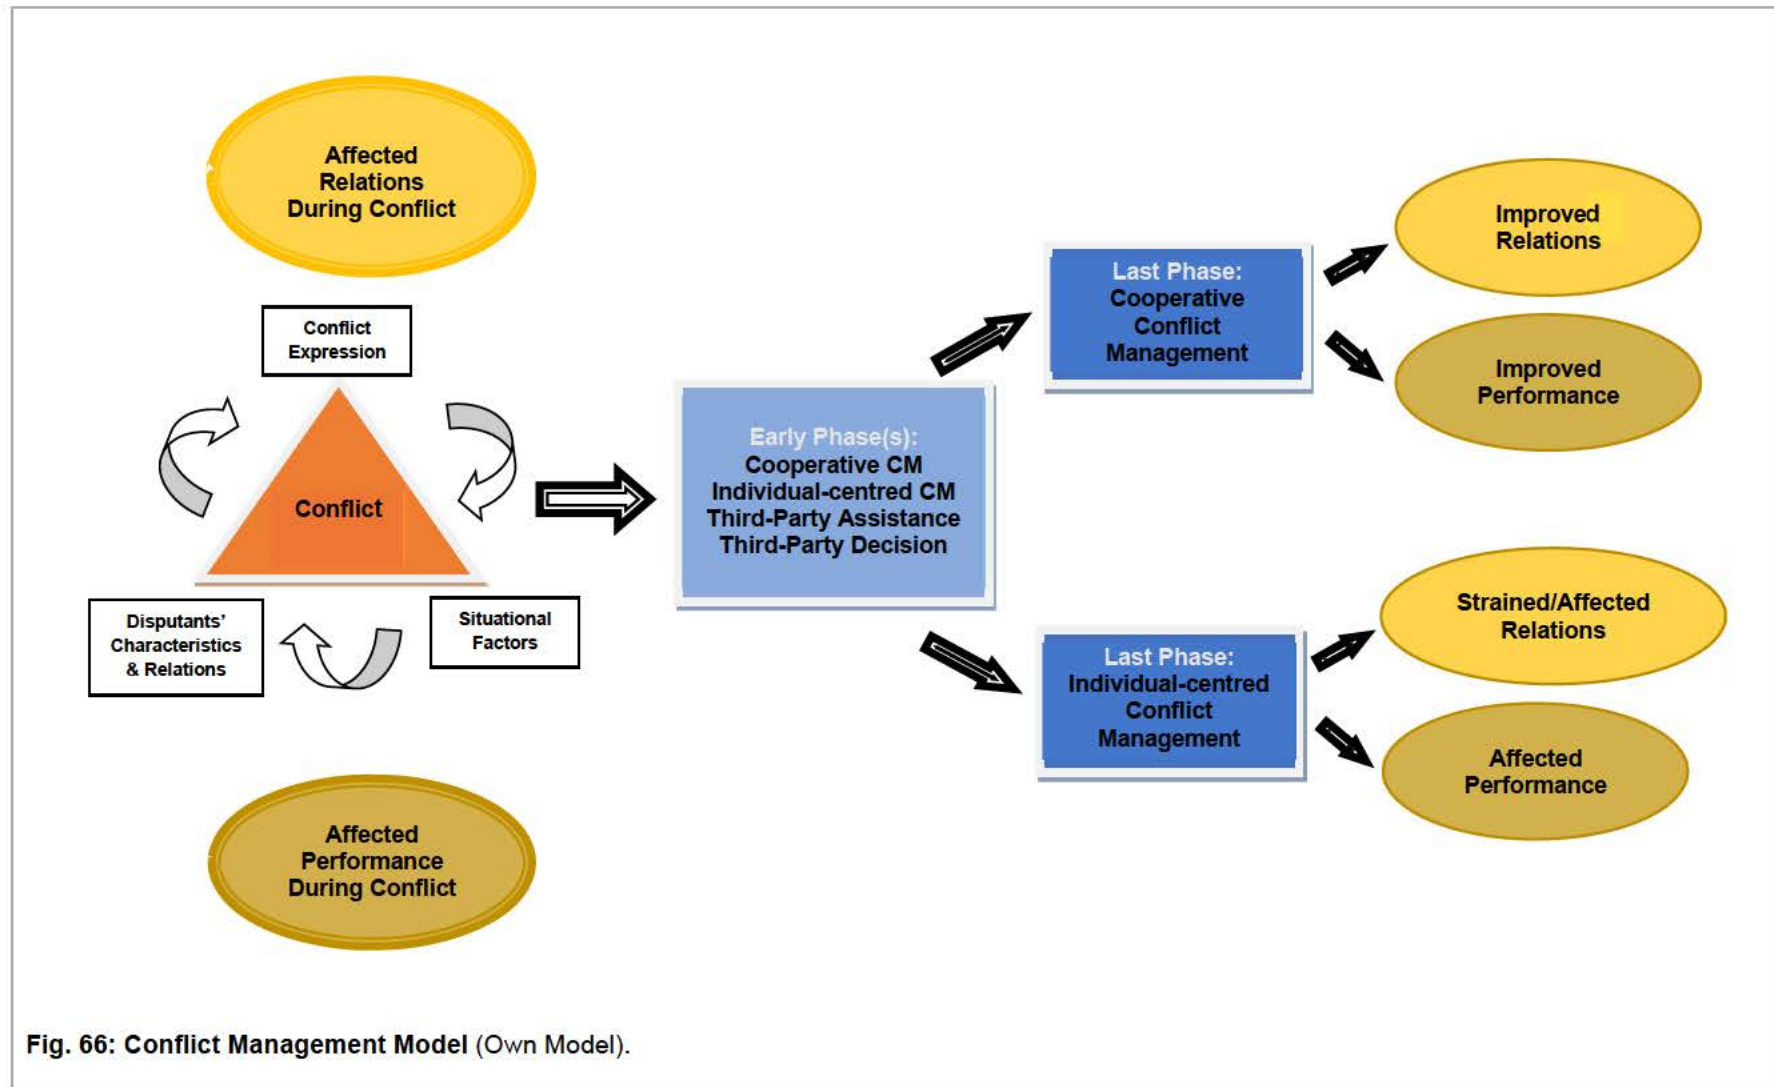 Affected
Relations
During Conflict
Conflict
Expression
Conflict
Disputants’
Characteristics
& Relations
Situational
Factors
Affected
Performance
During Conflict
Early Phase(s):
Cooperative CM
Individual-centred CM
Third-Party Assistance
Third-Party Decision
Last Phase:
Cooperative
Conflict
Management
Improved
Relations
Improved
Performance
Last Phase:
Individual-centred
Conflict
Management
Strained/Affected
Relations
Affected
Performance
Fig. 66: Conflict Management Model (Own Model).